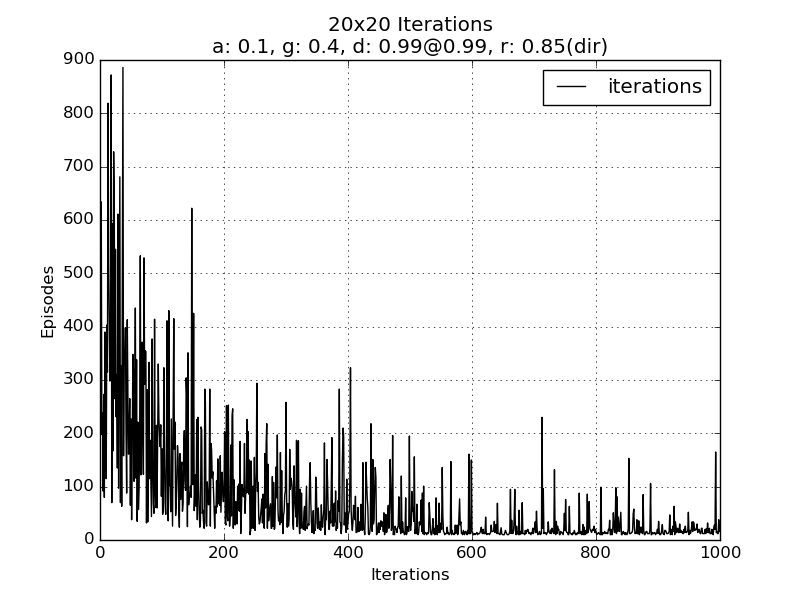 20x20 Iterations
a: 0.1, g: 0.4, d: 0.99@0.99, r: 0.85(dir)
iterations
900
800
700
600
500
400
300
200
100
0
Episodes
0 200 400 600 800 1000
Iterations